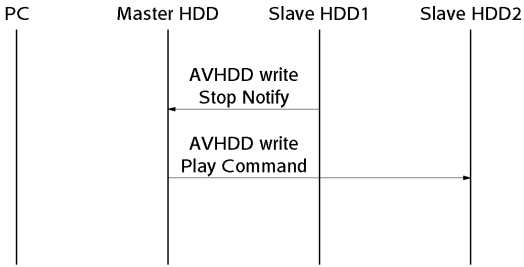 PC Master HDD Slave HDD1 Slave HDD2
AVHDD write
Stop Notify
AVHDD write
Play Command